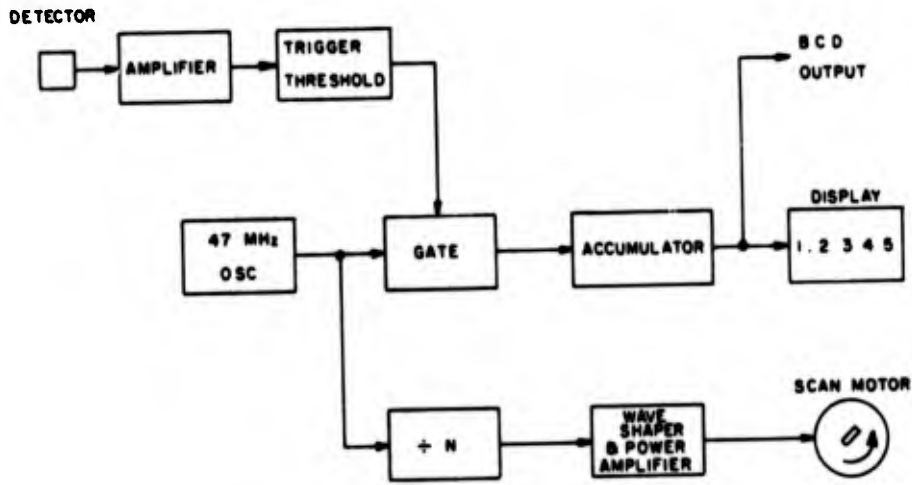 DETECTOR
AMPLIFIER
TRIGGER
THRESHOLD
BCD
OUTPUT
47 MHz
OSC
GATE
ACCUMULATOR
DISPLAY
1.2 3 4 5
÷ N
WAVE
SHAPER
& POWER
AMPLIFIER
SCAN MOTOR